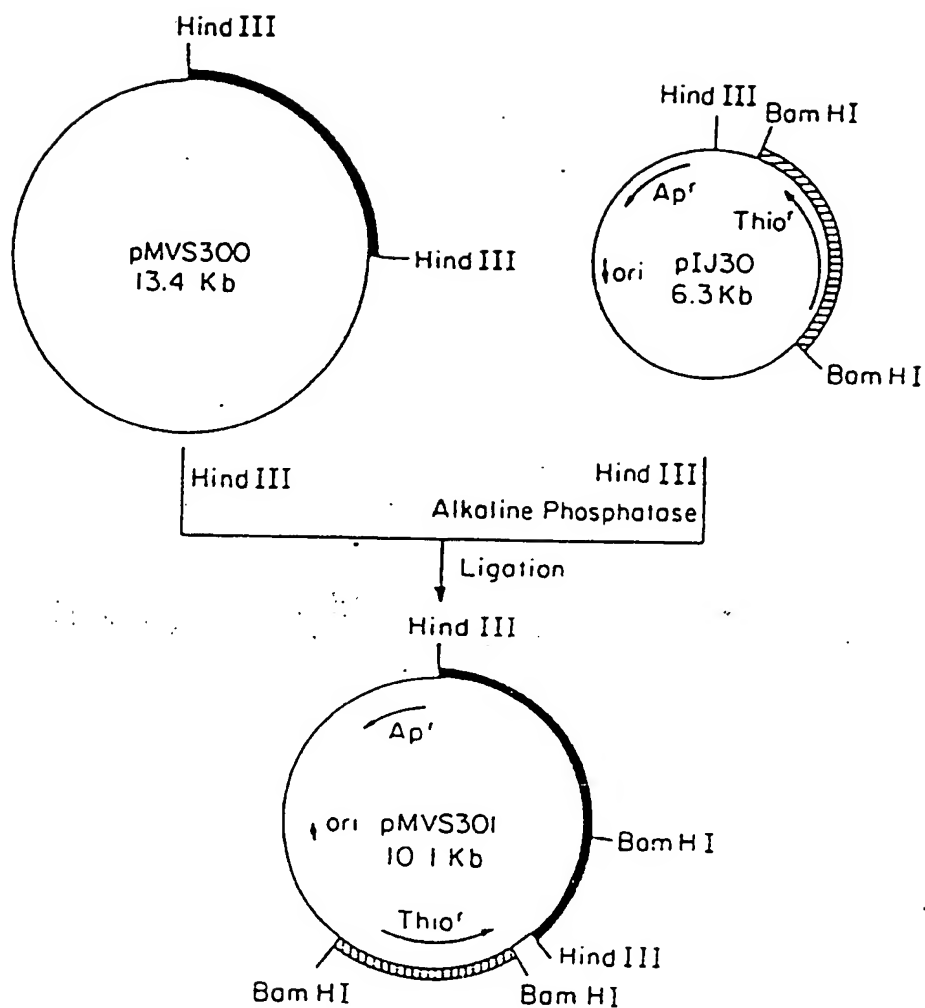 Hind III
pMVS300
13.4 Kb
Hind III
Hind III
Bam HI
Apʳ
Thioʳ
ori
pIJ30
6.3 Kb
Bam HI
Hind III
Hind III
Alkaline Phosphatase
Ligation
Hind III
Apʳ
ori
pMVS301
10 1 Kb
Bam HI
Thioʳ
Hind III
Bam HI
Bam HI